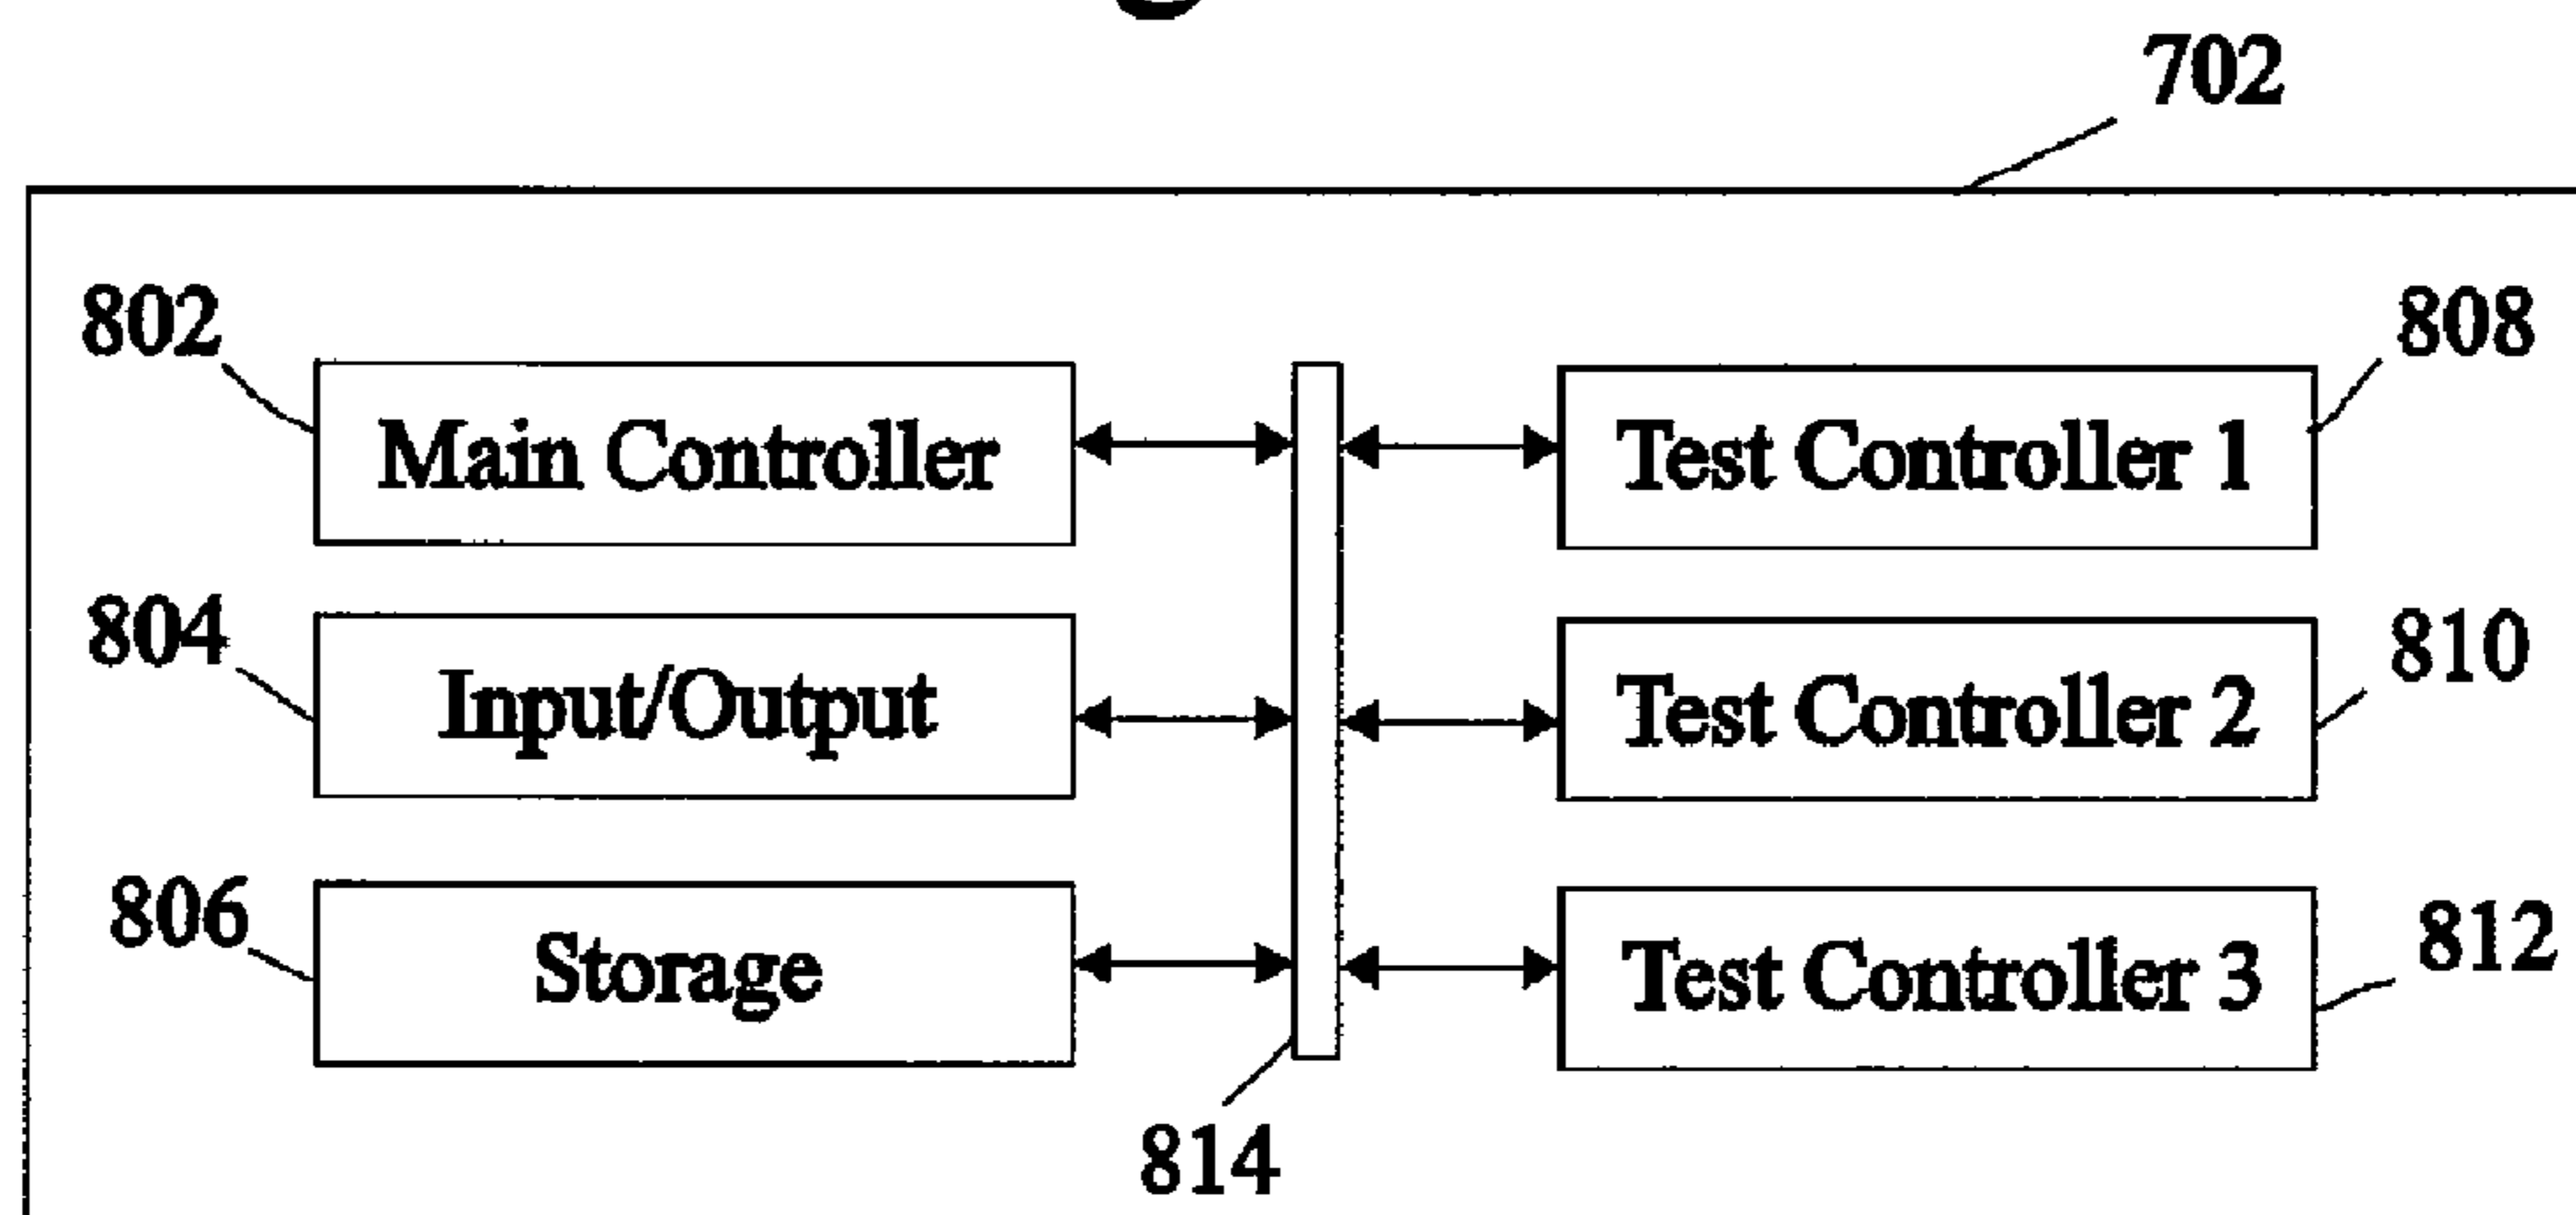 702
802
808
Main Controller
Test Controller 1
804
810
Input/Output
Test Controller 2
806
812
Storage
Test Controller 3
814